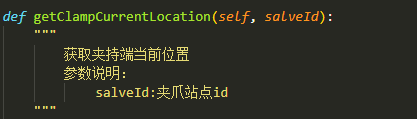 def getClampCurrentLocation(self, salveId):
"""
获取夹持端当前位置
参数说明：
salveId:夹爪站点id
"""